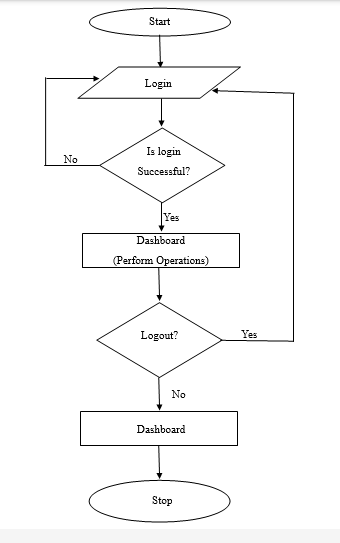 Start
Login
Is login
Successful?
No
Yes
Dashboard
(Perform Operations)
Logout?
Yes
No
Dashboard
Stop